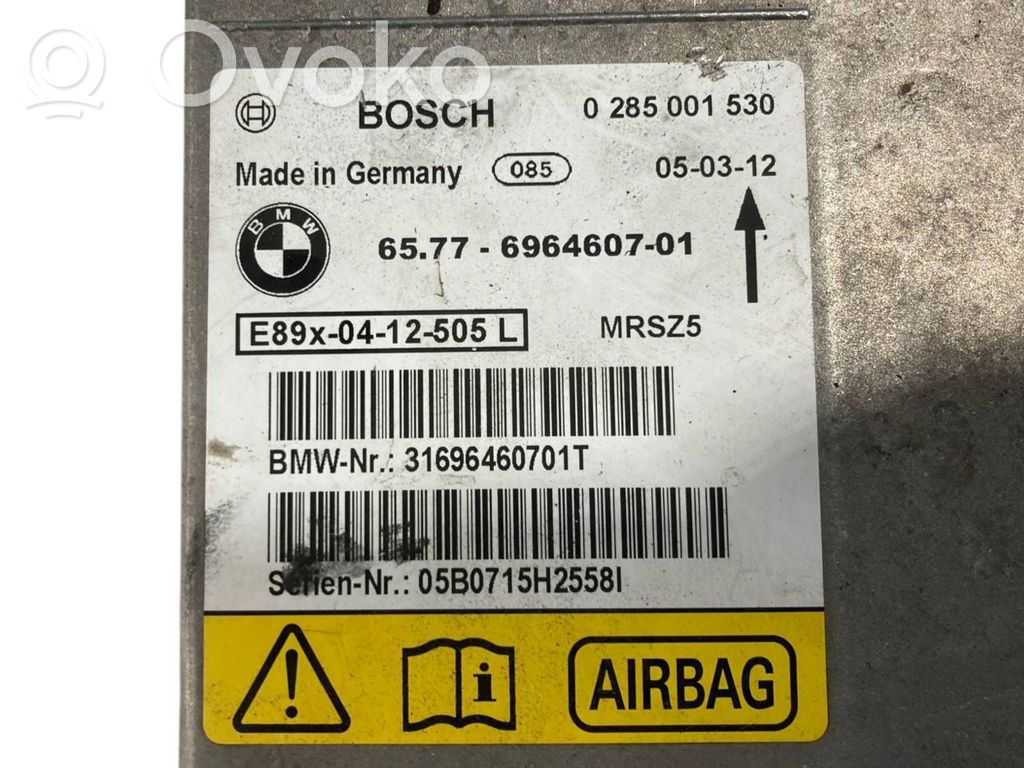 Ovoko
BOSCH 0 285 001 530
Made in Germany 085 05-03-12
BMW
65.77 - 6964607-01
E89x-04-12-505 L MRSZ5
BMW-Nr.: 31696460701T
Serien-Nr.: 05B0715H2558I
AIRBAG